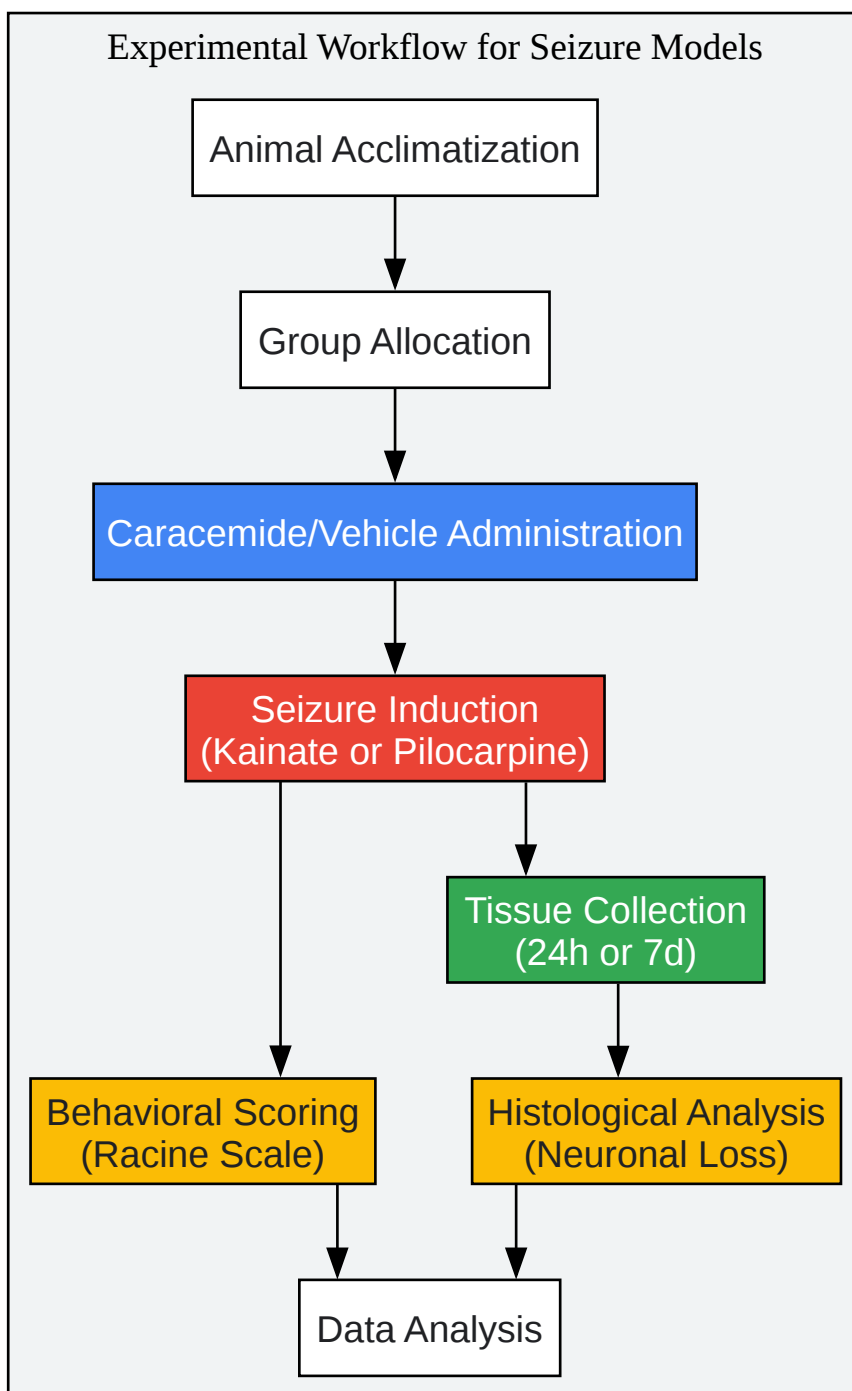 Experimental Workflow for Seizure Models
Animal Acclimatization
Group Allocation
Caracemide/Vehicle Administration
Seizure Induction
(Kainate or Pilocarpine)
Tissue Collection
(24h or 7d)
Behavioral Scoring
(Racine Scale)
Histological Analysis
(Neuronal Loss)
Data Analysis